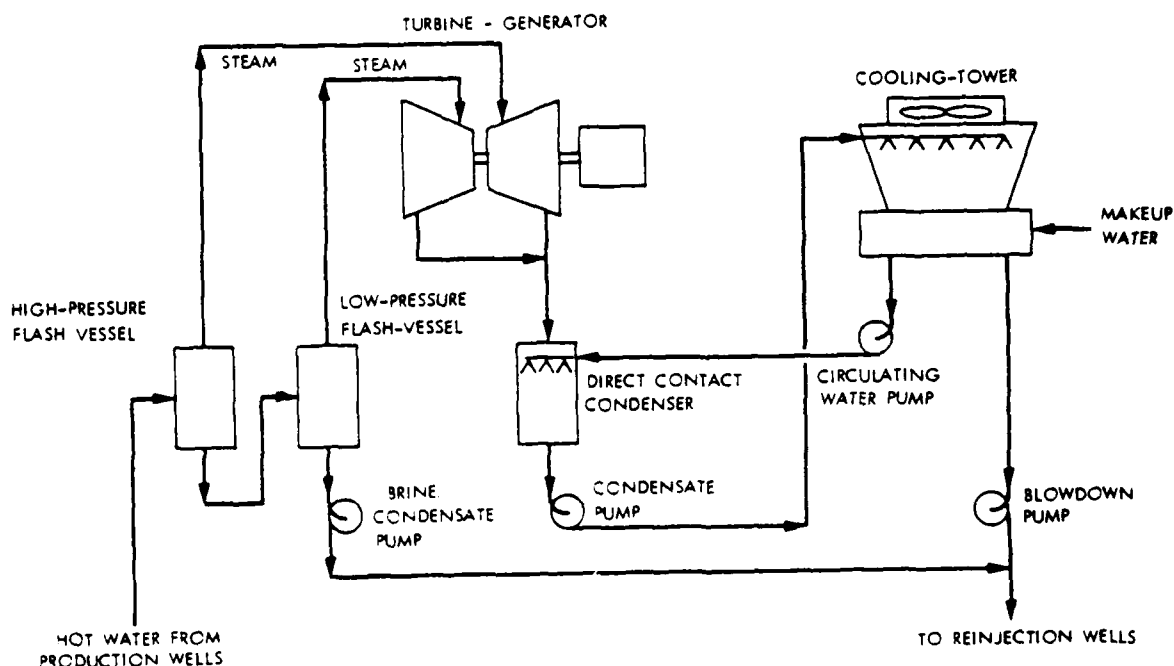 TURBINE - GENERATOR
STEAM
STEAM
COOLING-TOWER
MAKEUP
WATER
HIGH-PRESSURE
FLASH VESSEL
LOW-PRESSURE
FLASH-VESSEL
DIRECT CONTACT
CONDENSER
CIRCULATING
WATER PUMP
BRINE
CONDENSATE
PUMP
CONDENSATE
PUMP
BLOWDOWN
PUMP
HOT WATER FROM
PRODUCTION WELLS
TO REINJECTION WELLS